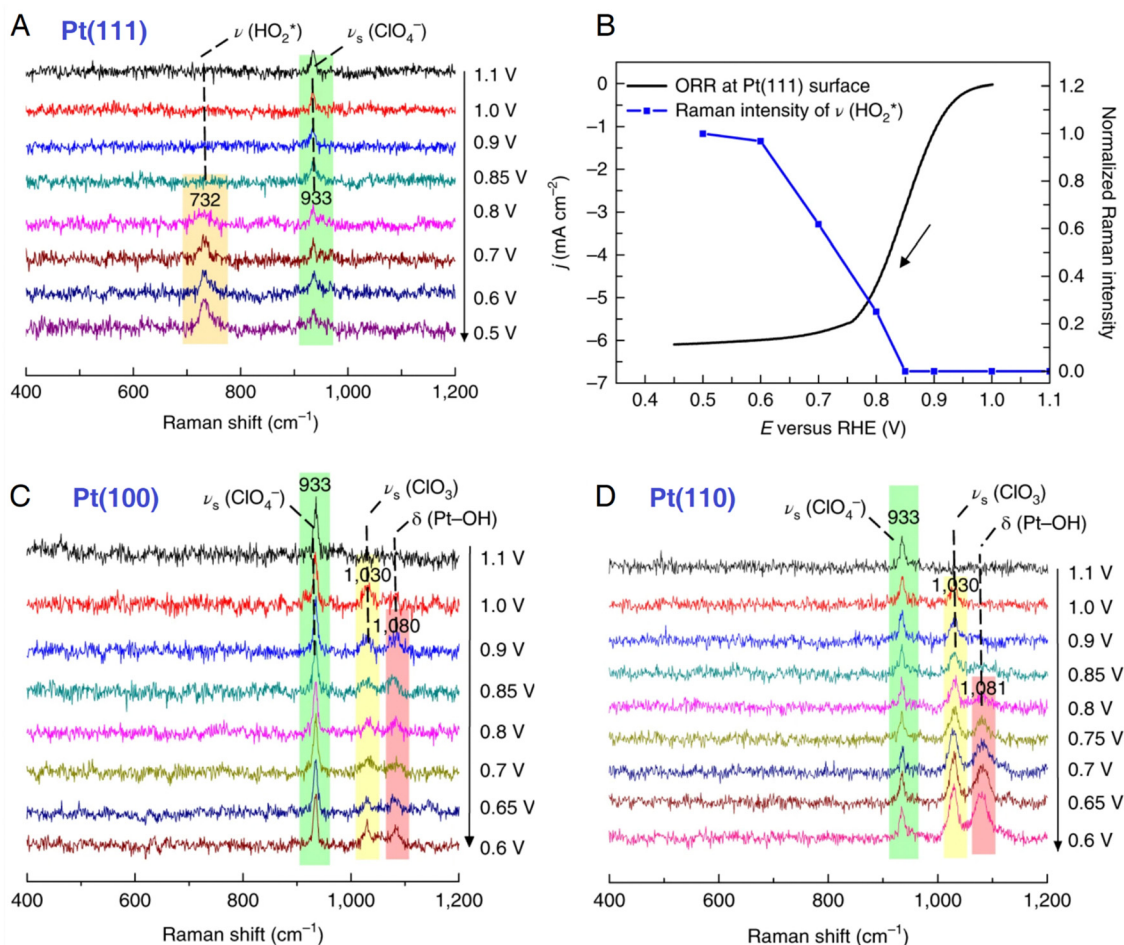 A
Pt(111)
ν (HO₂*)
νₛ (ClO₄⁻)
1.1 V
1.0 V
0.9 V
0.85 V
732
933
0.8 V
0.7 V
0.6 V
0.5 V
400 600 800 1,000 1,200
Raman shift (cm⁻¹)
B
ORR at Pt(111) surface
Raman intensity of ν (HO₂*)
0
–1
–2
–3
–4
–5
–6
–7
j (mA cm⁻²)
1.2
1.0
0.8
0.6
0.4
0.2
0.0
Normalized Raman intensity
0.4 0.5 0.6 0.7 0.8 0.9 1.0 1.1
E versus RHE (V)
C
Pt(100)
933
νₛ (ClO₄⁻)
νₛ (ClO₃)
δ (Pt–OH)
1.1 V
1,030
1.0 V
1,080
0.9 V
0.85 V
0.8 V
0.7 V
0.65 V
0.6 V
400 600 800 1,000 1,200
Raman shift (cm⁻¹)
D
Pt(110)
νₛ (ClO₄⁻)
933
νₛ (ClO₃)
δ (Pt–OH)
1.1 V
1,030
1.0 V
0.9 V
0.85 V
1,081
0.8 V
0.75 V
0.7 V
0.65 V
0.6 V
400 600 800 1,000 1,200
Raman shift (cm⁻¹)